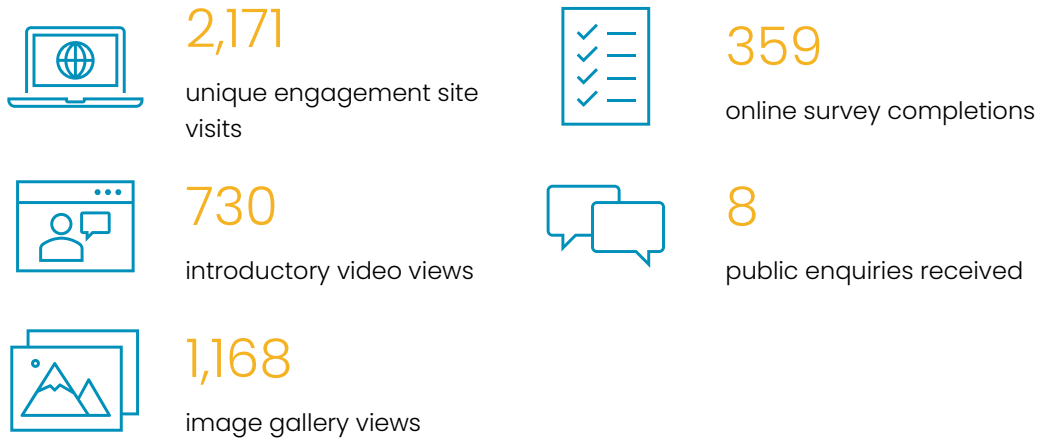 2,171
unique engagement site
visits
359
online survey completions
730
introductory video views
8
public enquiries received
1,168
image gallery views